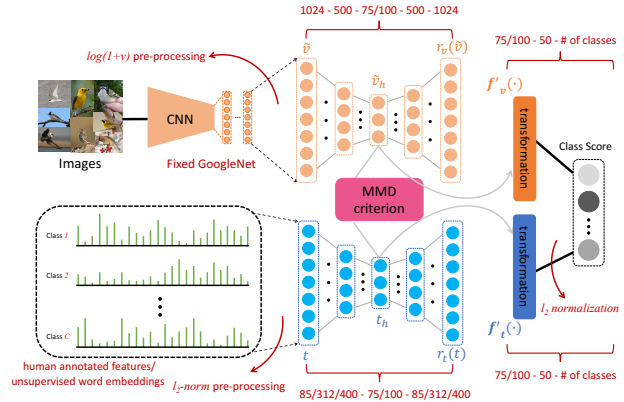 1024 - 500 - 75/100 - 500 - 1024
75/100 - 50 - # of classes
log(1+v) pre-processing
ṽ
ṽ_h
r_v(ṽ)
f'_v(·)
CNN
transformation
Class Score
Images
Fixed GoogleNet
MMD
criterion
Class 1
Class 2
Class C
transformation
l_2 normalization
t
t_h
r_t(t)
f'_t(·)
human annotated features/
unsupervised word embeddings
l_2-norm pre-processing
75/100 - 50 - # of classes
85/312/400 - 75/100 - 85/312/400